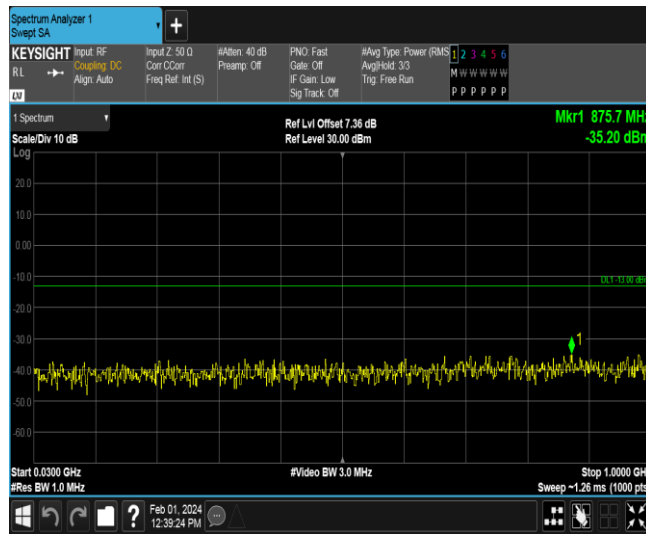 Spectrum Analyzer 1
Swept SA
+
KEYSIGHT
RL
LXI
Input: RF
Coupling: DC
Align: Auto
Input Z: 50 Ω
Corr CCorr
Freq Ref: Int (S)
#Atten: 40 dB
Preamp: Off
PNO: Fast
Gate: Off
IF Gain: Low
Sig Track: Off
#Avg Type: Power (RMS
Avg|Hold: 3/3
Trig: Free Run
1 2 3 4 5 6
M W W W W W
P P P P P P
1 Spectrum
Scale/Div 10 dB
Log
Ref Lvl Offset 7.36 dB
Ref Level 30.00 dBm
Mkr1 875.7 MH
-35.20 dBm
20.0
10.0
0.00
-10.0
DL1 -13.00 dB
-20.0
-30.0
1
-40.0
-50.0
-60.0
Start 0.0300 GHz
#Res BW 1.0 MHz
#Video BW 3.0 MHz
Stop 1.0000 GH
Sweep ~1.26 ms (1000 pts
?
Feb 01, 2024
12:39:24 PM